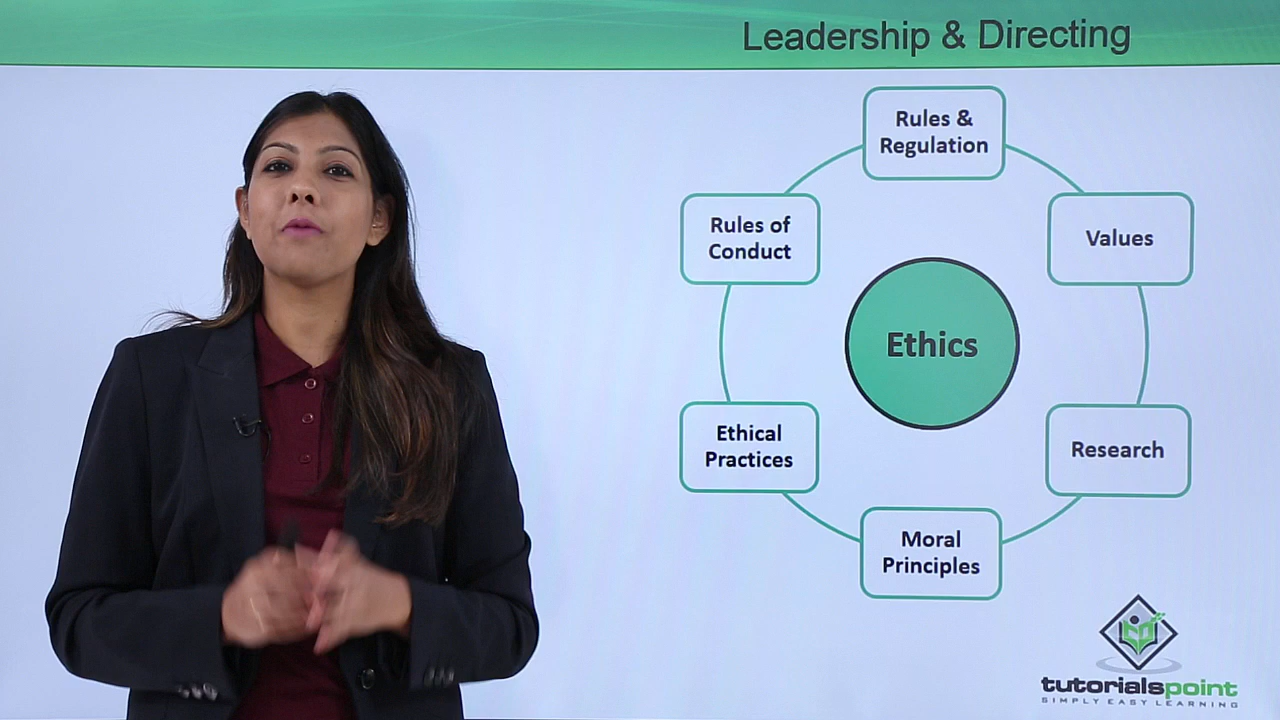 Leadership & Directing
Rules &
Regulation
Rules of
Conduct
Values
Ethics
Ethical
Practices
Research
Moral
Principles
tutorialspoint
SIMPLY EASY LEARNING